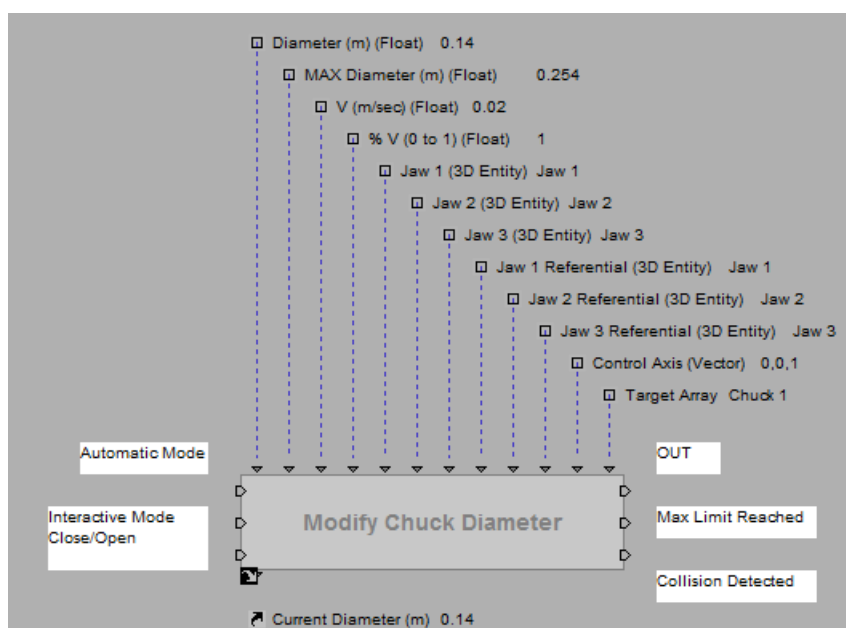 Diameter (m) (Float) 0.14
MAX Diameter (m) (Float) 0.254
V (m/sec) (Float) 0.02
% V (0 to 1) (Float) 1
Jaw 1 (3D Entity) Jaw 1
Jaw 2 (3D Entity) Jaw 2
Jaw 3 (3D Entity) Jaw 3
Jaw 1 Referential (3D Entity) Jaw 1
Jaw 2 Referential (3D Entity) Jaw 2
Jaw 3 Referential (3D Entity) Jaw 3
Control Axis (Vector) 0,0,1
Target Array Chuck 1
Automatic Mode
OUT
Interactive Mode
Close/Open
Modify Chuck Diameter
Max Limit Reached
Collision Detected
Current Diameter (m) 0.14